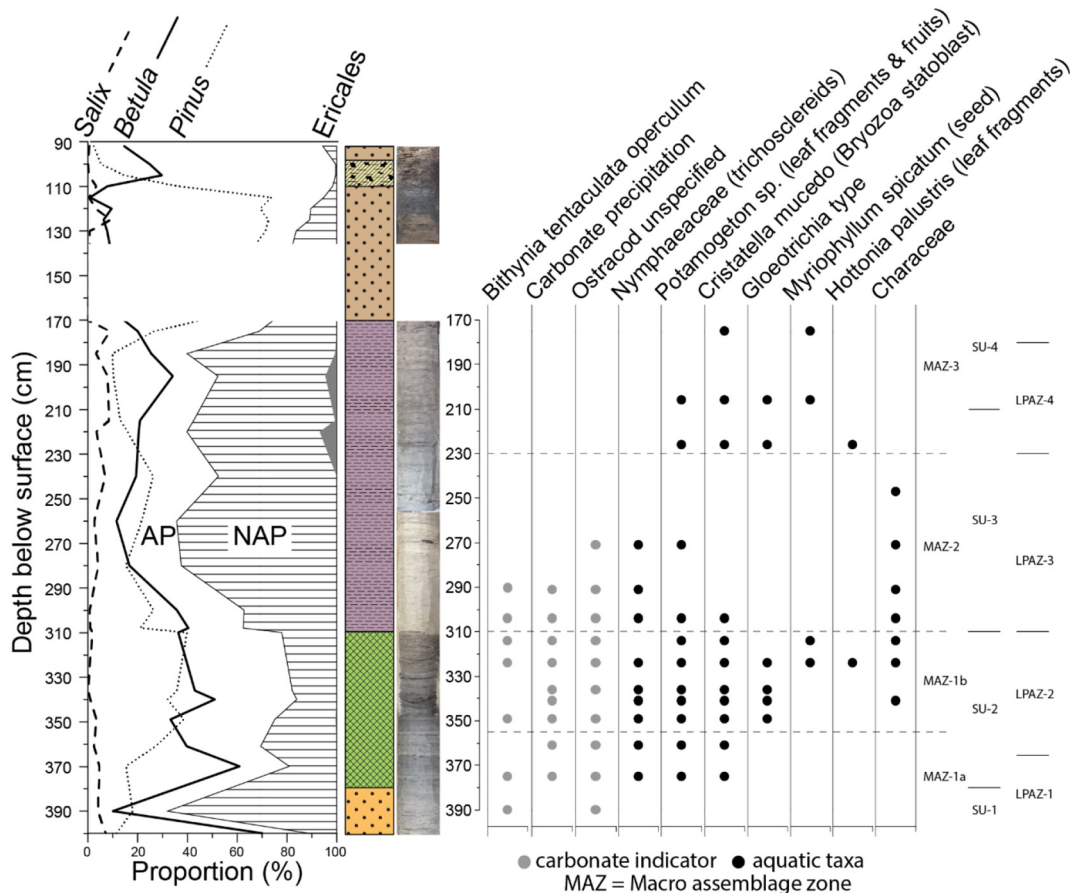 Salix
Betula
Pinus
Ericales
90
110
130
150
170
190
210
230
250
270
290
310
330
350
370
390
Depth below surface (cm)
AP
NAP
0 20 40 60 80 100
Proportion (%)
Bithynia tentaculata operculum
Carbonate precipitation
Ostracod unspecified
Nymphaeaceae (trichosclereids)
Potamogeton sp. (leaf fragments & fruits)
Cristatella mucedo (Bryozoa statoblast)
Gloeotrichia type
Myriophyllum spicatum (seed)
Hottonia palustris (leaf fragments)
Characeae
170
190
210
230
250
270
290
310
330
350
370
390
MAZ-3
MAZ-2
MAZ-1b
MAZ-1a
SU-4
SU-3
SU-2
SU-1
LPAZ-4
LPAZ-3
LPAZ-2
LPAZ-1
carbonate indicator aquatic taxa
MAZ = Macro assemblage zone